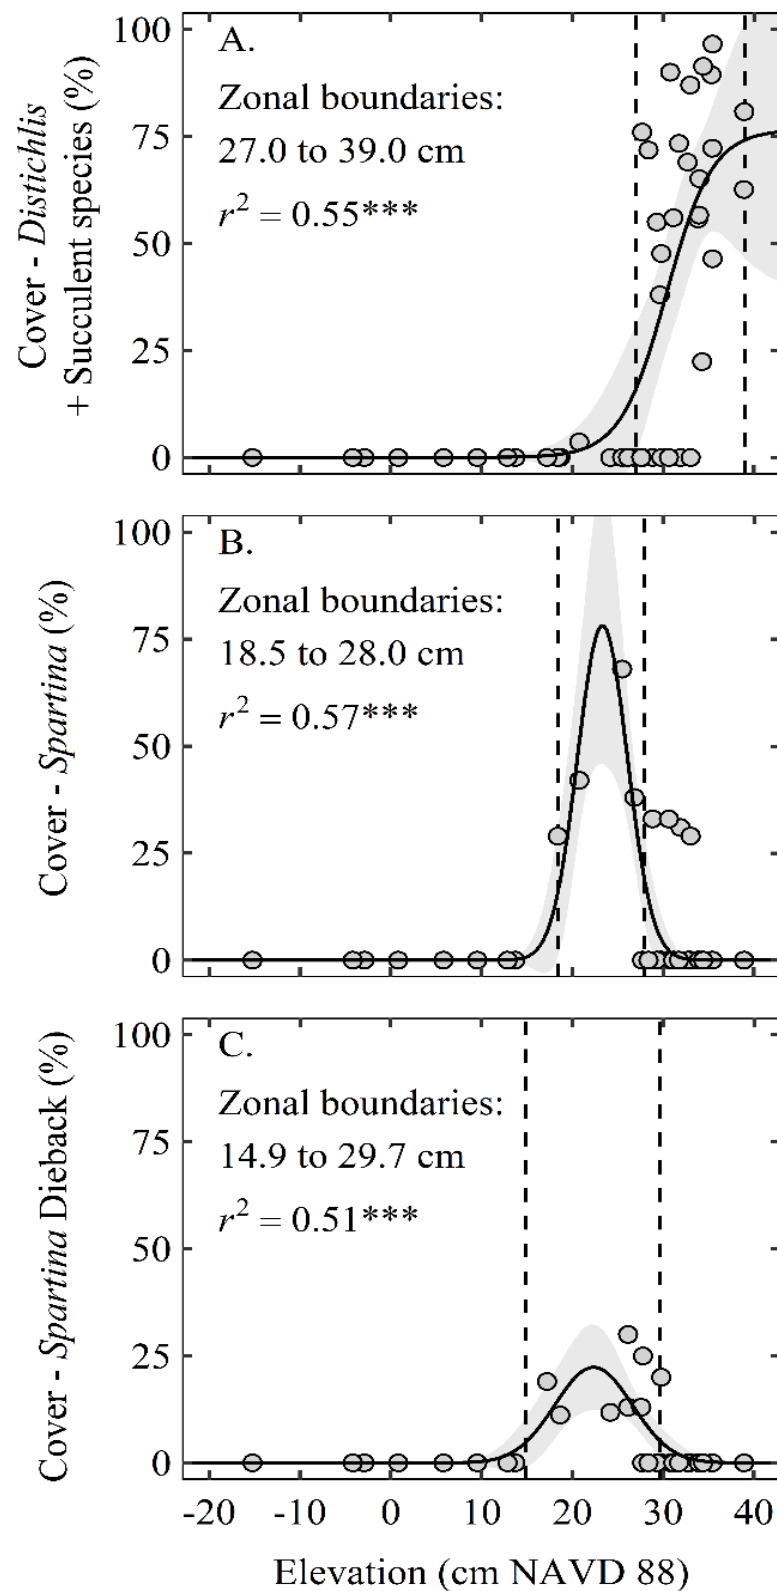 100
75
50
25
0
Cover - Distichlis
+ Succulent species (%)
A.
Zonal boundaries:
27.0 to 39.0 cm
r² = 0.55***
100
75
50
25
0
Cover - Spartina (%)
B.
Zonal boundaries:
18.5 to 28.0 cm
r² = 0.57***
100
75
50
25
0
Cover - Spartina Dieback (%)
C.
Zonal boundaries:
14.9 to 29.7 cm
r² = 0.51***
-20 -10 0 10 20 30 40
Elevation (cm NAVD 88)